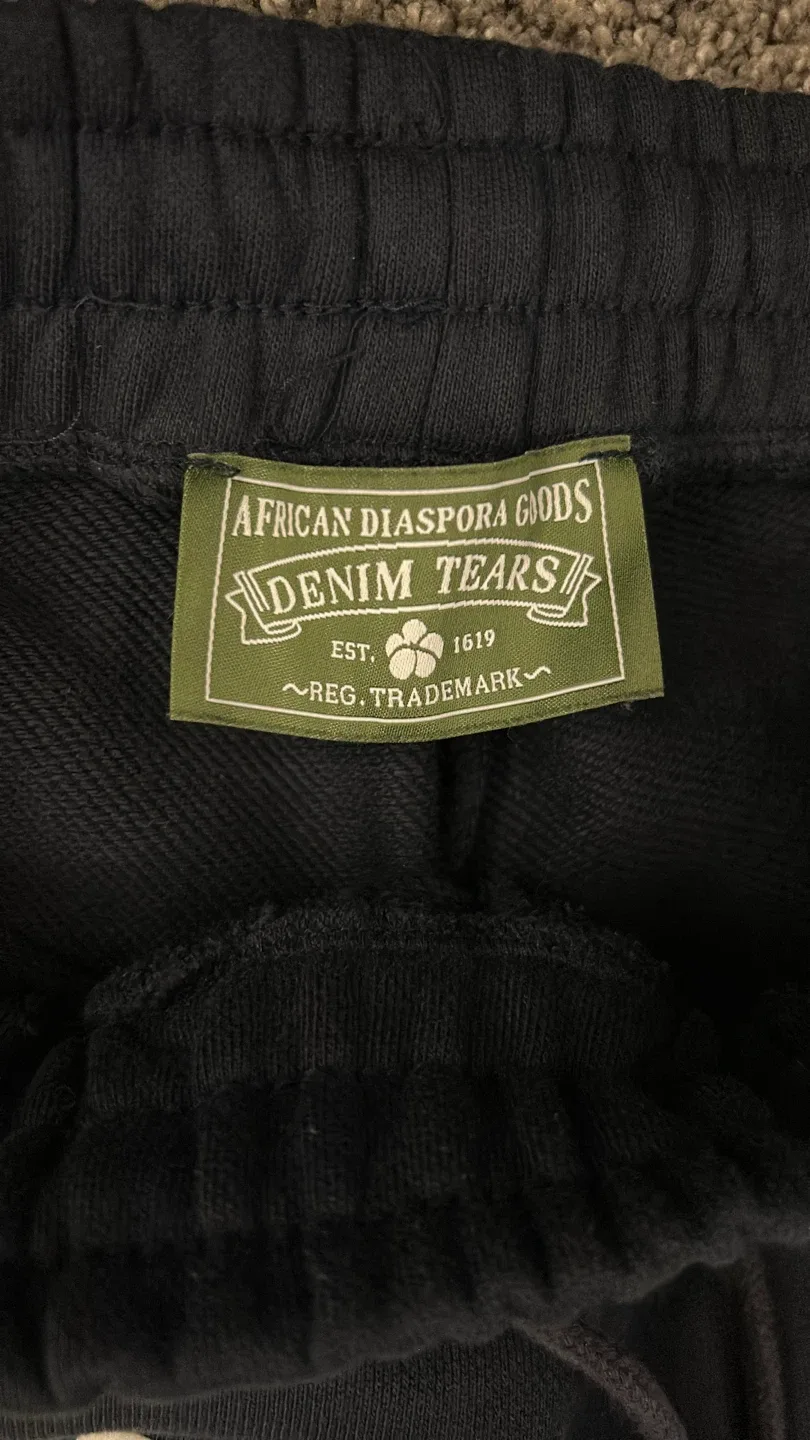 AFRICAN DIASPORA GOODS
DENIM TEARS
EST. 1619
~REG. TRADEMARK~